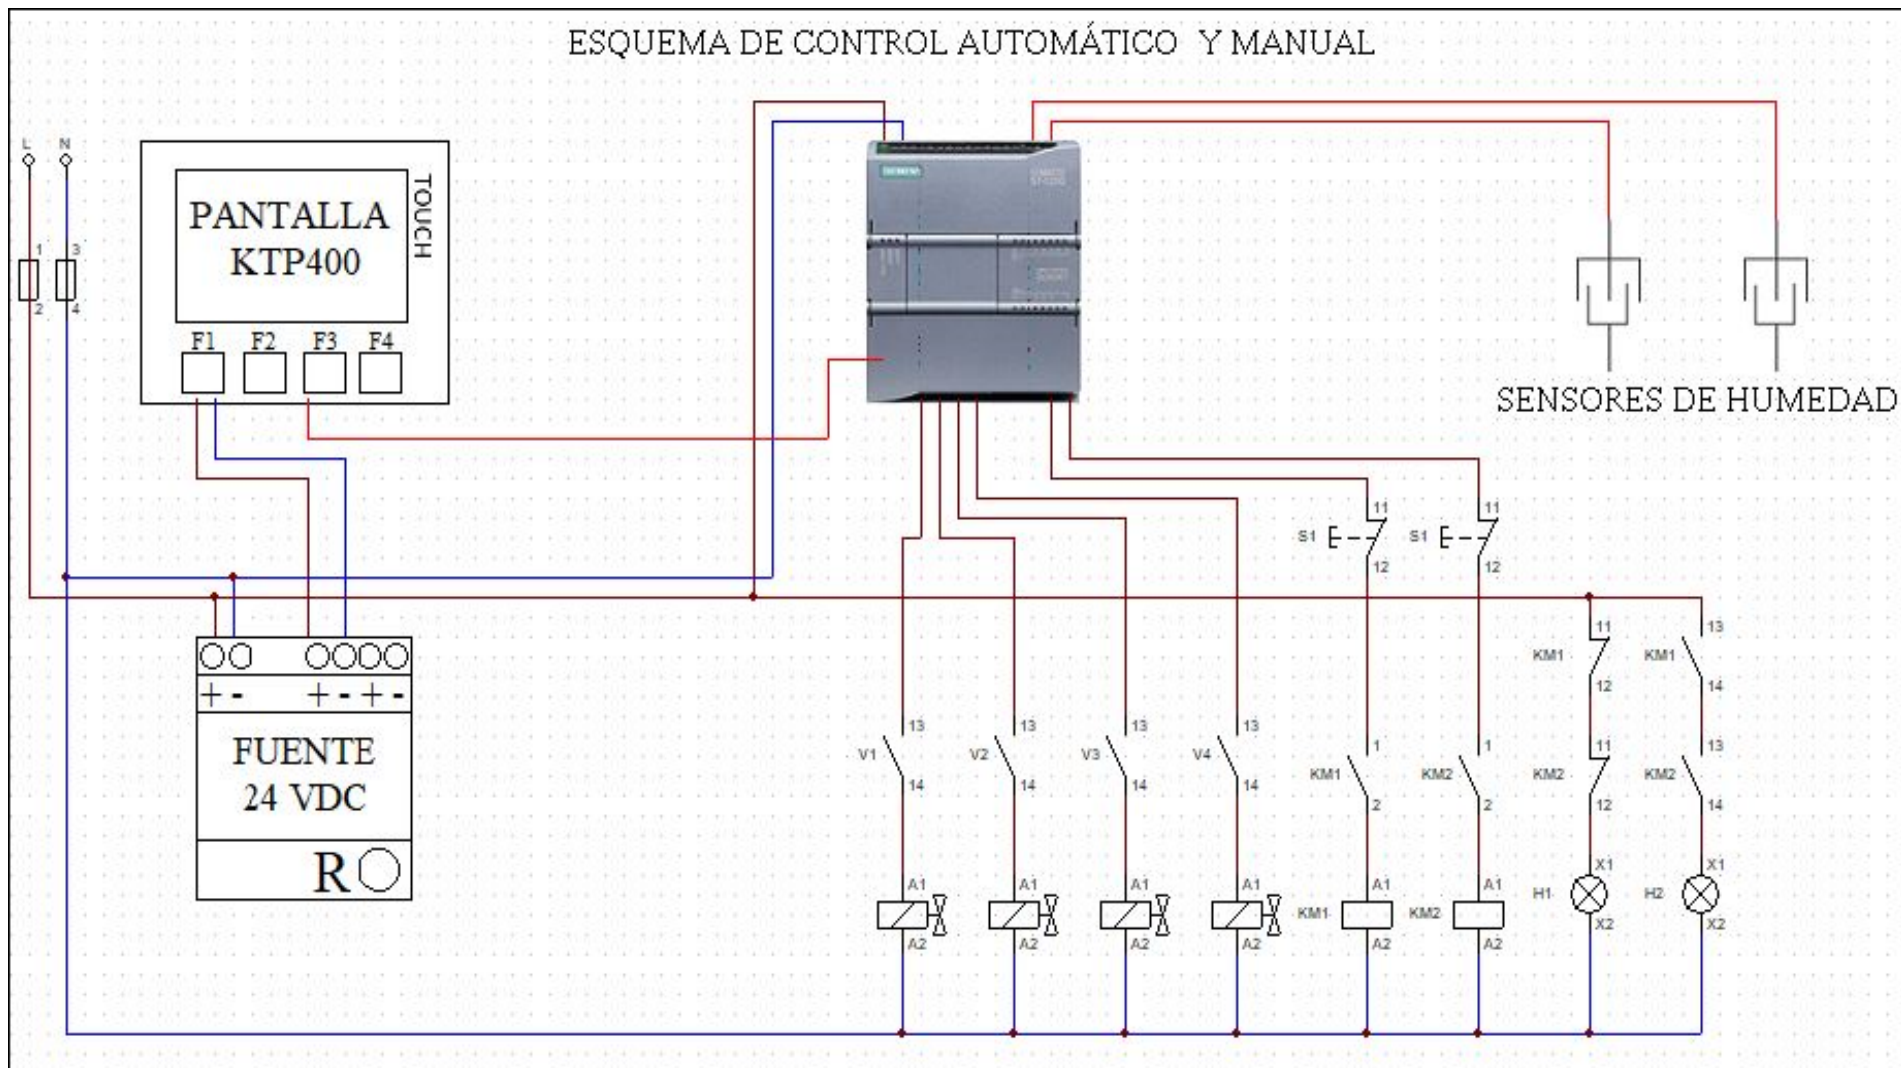 ESQUEMA DE CONTROL AUTOMÁTICO Y MANUAL
L N
1 3
2 4
PANTALLA
KTP400
TOUCH
F1 F2 F3 F4
SIEMENS
SENSORES DE HUMEDAD
11 11
S1 S1
12 12
11 13
KM1 KM1
12 14
+ - + - + -
FUENTE
24 VDC
R
13 13 13 13 1 1 11 13
V1 V2 V3 V4 KM1 KM2 KM2 KM2
14 14 14 14 2 2 12 14
A1 A1 A1 A1 A1 A1 X1 X1
KM1 KM2 H1 H2
A2 A2 A2 A2 A2 A2 X2 X2